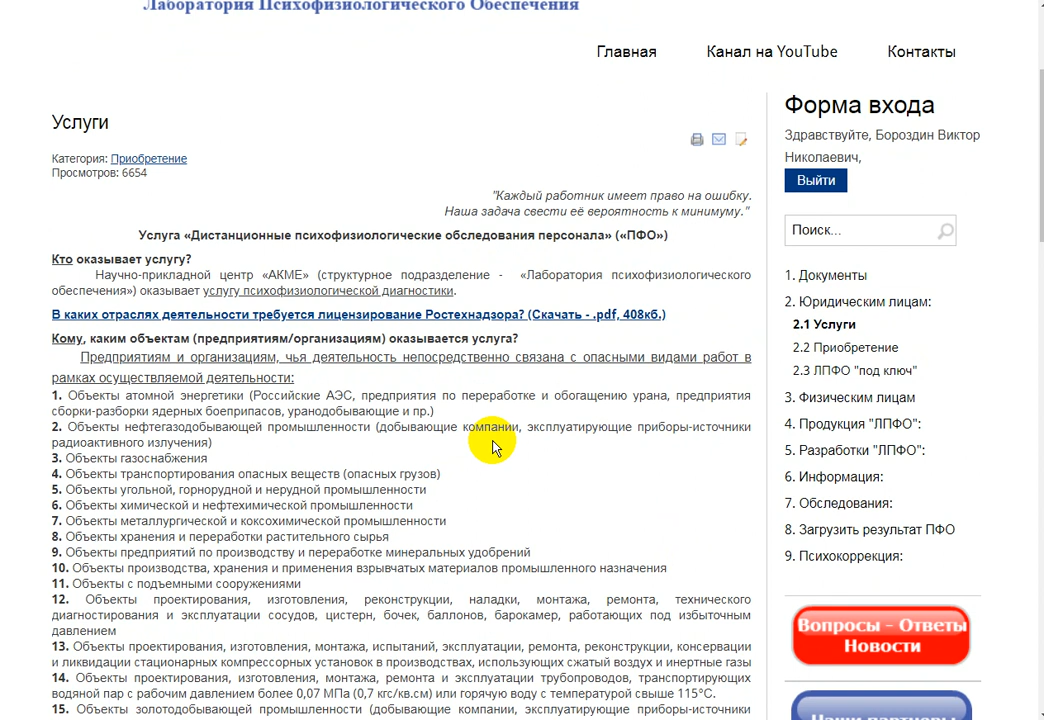 Лаборатория Психофизиологического Обеспечения
Главная
Канал на YouTube
Контакты
Услуги
Категория: Приобретение
Просмотров: 6654
"Каждый работник имеет право на ошибку.
Наша задача свести её вероятность к минимуму."
Услуга «Дистанционные психофизиологические обследования персонала» («ПФО»)
Кто оказывает услугу?
Научно-прикладной центр «АКМЕ» (структурное подразделение - «Лаборатория психофизиологического
обеспечения») оказывает услугу психофизиологической диагностики.
В каких отраслях деятельности требуется лицензирование Ростехнадзора? (Скачать - .pdf, 408кб.)
Кому, каким объектам (предприятиям/организациям) оказывается услуга?
Предприятиям и организациям, чья деятельность непосредственно связана с опасными видами работ в
рамках осуществляемой деятельности:
1. Объекты атомной энергетики (Российские АЭС, предприятия по переработке и обогащению урана, предприятия
сборки-разборки ядерных боеприпасов, уранодобывающие и пр.)
2. Объекты нефтегазодобывающей промышленности (добывающие компании, эксплуатирующие приборы-источники
радиоактивного излучения)
3. Объекты газоснабжения
4. Объекты транспортирования опасных веществ (опасных грузов)
5. Объекты угольной, горнорудной и нерудной промышленности
6. Объекты химической и нефтехимической промышленности
7. Объекты металлургической и коксохимической промышленности
8. Объекты хранения и переработки растительного сырья
9. Объекты предприятий по производству и переработке минеральных удобрений
10. Объекты производства, хранения и применения взрывчатых материалов промышленного назначения
11. Объекты с подъемными сооружениями
12. Объекты проектирования, изготовления, реконструкции, наладки, монтажа, ремонта, технического
диагностирования и эксплуатации сосудов, цистерн, бочек, баллонов, барокамер, работающих под избыточным
давлением
13. Объекты проектирования, изготовления, монтажа, испытаний, эксплуатации, ремонта, реконструкции, консервации
и ликвидации стационарных компрессорных установок в производствах, использующих сжатый воздух и инертные газы
14. Объекты проектирования, изготовления, монтажа, ремонта и эксплуатации трубопроводов, транспортирующих
водяной пар с рабочим давлением более 0,07 МПа (0,7 кгс/кв.см) или горячую воду с температурой свыше 115°С.
15. Объекты золотодобывающей промышленности (добывающие компании, эксплуатирующие приборы-источники
Форма входа
Здравствуйте, Бороздин Виктор
Николаевич,
Выйти
Поиск...
1. Документы
2. Юридическим лицам:
2.1 Услуги
2.2 Приобретение
2.3 ЛПФО "под ключ"
3. Физическим лицам
4. Продукция "ЛПФО":
5. Разработки "ЛПФО":
6. Информация:
7. Обследования:
8. Загрузить результат ПФО
9. Психокоррекция:
Вопросы - Ответы
Новости
Наши партнеры